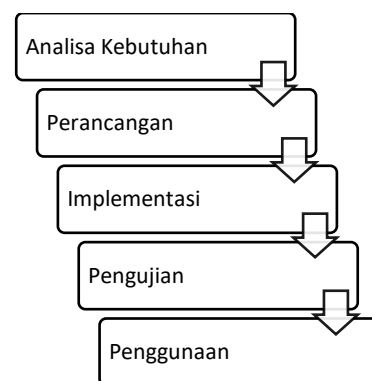 Analisa Kebutuhan
Perancangan
Implementasi
Pengujian
Penggunaan